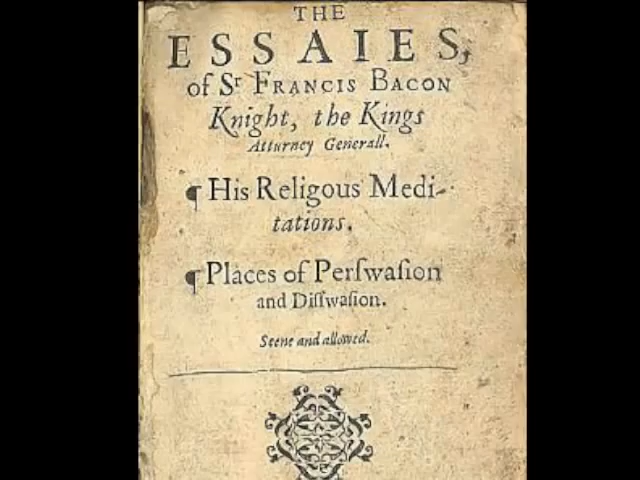 THE
ESSAIES,
of Sr FRANCIS BACON
Knight, the Kings
Atturney Generall.
¶ His Religous Medi-
tations.
¶ Places of Perſwaſion
and Diſſwaſion.
Seene and allowed.